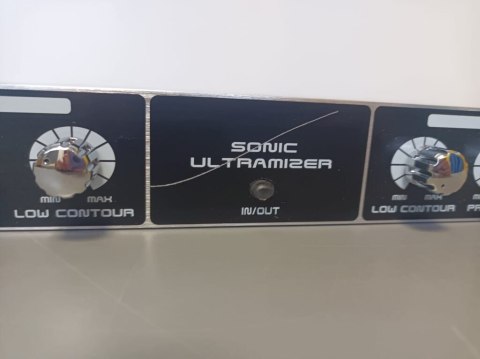 SONIC
ULTRAMIZER
MIN MAX
LOW CONTOUR
IN/OUT
MIN MAX
LOW CONTOUR